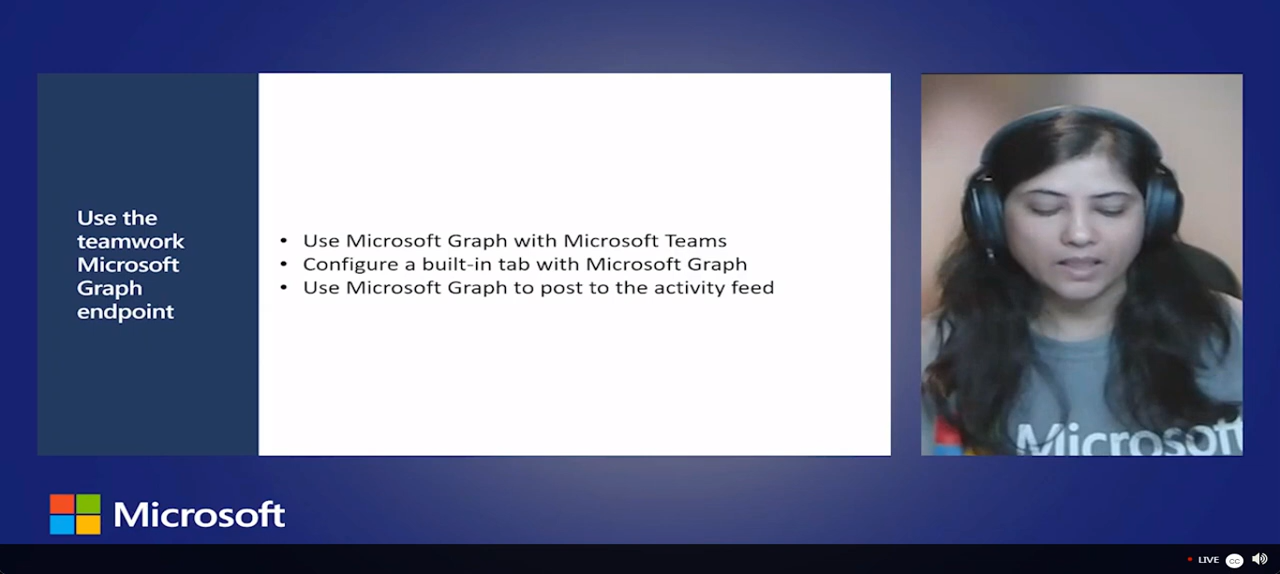 Use the
teamwork
Microsoft
Graph
endpoint
• Use Microsoft Graph with Microsoft Teams
• Configure a built-in tab with Microsoft Graph
• Use Microsoft Graph to post to the activity feed
Microsoft
Microsoft
LIVE CC